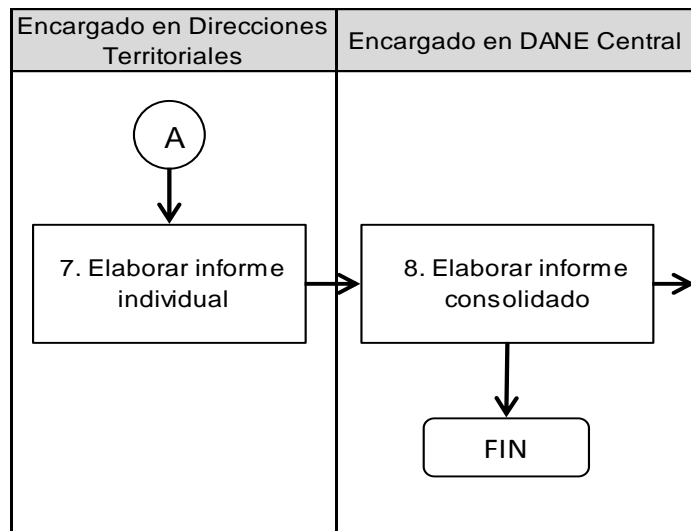 Encargado en Direcciones
Territoriales
Encargado en DANE Central
A
7. Elaborar informe
individual
8. Elaborar informe
consolidado
FIN